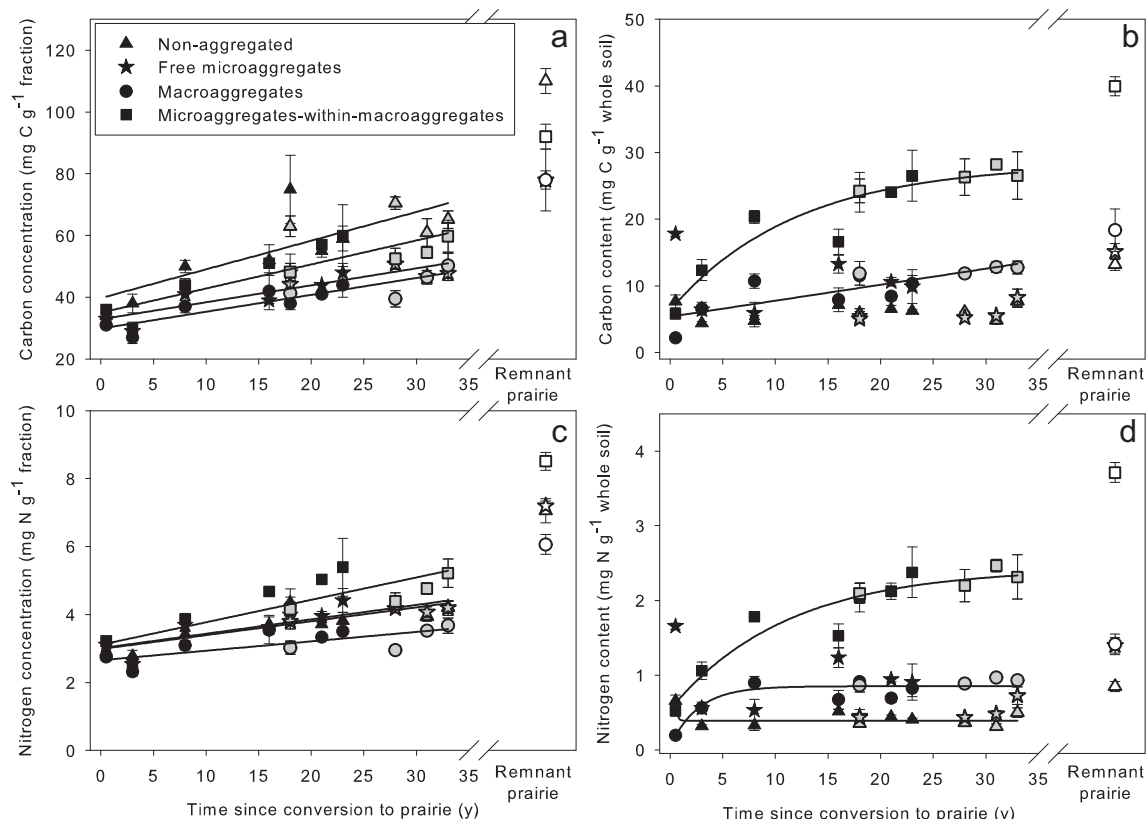 a
Non-aggregated
Free microaggregates
Macroaggregates
Microaggregates-within-macroaggregates
Carbon concentration (mg C g⁻¹ fraction)
120
100
80
60
40
20
0 5 10 15 20 25 30 35
Remnant
prairie
b
Carbon content (mg C g⁻¹ whole soil)
50
40
30
20
10
0
0 5 10 15 20 25 30 35
Remnant
prairie
c
Nitrogen concentration (mg N g⁻¹ fraction)
10
8
6
4
2
0
0 5 10 15 20 25 30 35
Remnant
prairie
Time since conversion to prairie (y)
d
Nitrogen content (mg N g⁻¹ whole soil)
4
3
2
1
0
0 5 10 15 20 25 30 35
Remnant
prairie
Time since conversion to prairie (y)